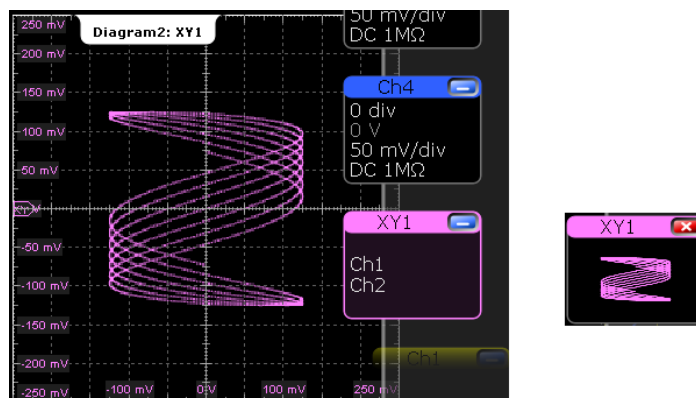 250 mV
Diagram2: XY1
200 mV
150 mV
100 mV
50 mV
-50 mV
-100 mV
-150 mV
-200 mV
-250 mV
-100 mV
0 V
100 mV
250 m
50 mV/div
DC 1MΩ
Ch4
0 div
0 V
50 mV/div
DC 1MΩ
XY1
Ch1
Ch2
Ch1
XY1